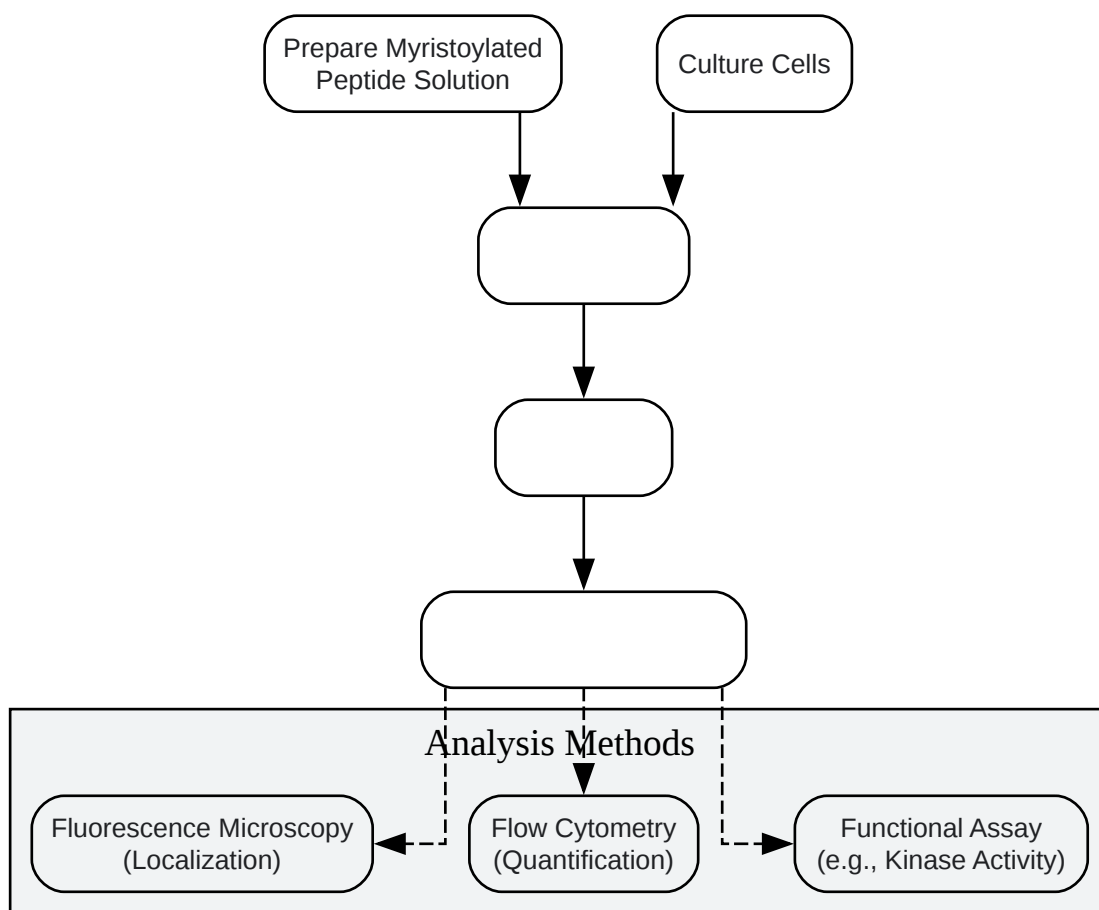 Prepare Myristoylated
Peptide Solution
Culture Cells
Analysis Methods
Fluorescence Microscopy
(Localization)
Flow Cytometry
(Quantification)
Functional Assay
(e.g., Kinase Activity)